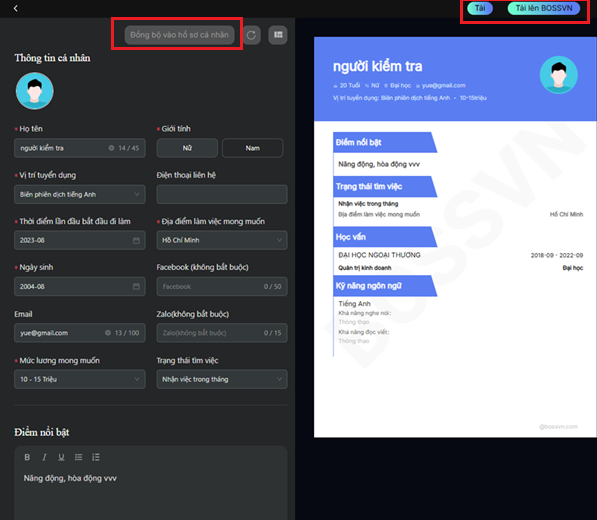 Đồng bộ vào hồ sơ cá nhân
Tải
Tải lên BOSSVN
Thông tin cá nhân
* Họ tên
người kiểm tra
14 / 45
* Giới tính
Nữ
Nam
* Vị trí tuyển dụng
Biên phiên dịch tiếng Anh
Điện thoại liên hệ
* Thời điểm lần đầu bắt đầu đi làm
2023-08
* Địa điểm làm việc mong muốn
Hồ Chí Minh
* Ngày sinh
2004-08
Facebook (không bắt buộc)
Facebook
0 / 50
Email
yue@gmail.com
13 / 100
Zalo(không bắt buộc)
Zalo(không bắt buộc)
0 / 15
* Mức lương mong muốn
10 - 15 Triệu
Trạng thái tìm việc
Nhận việc trong tháng
Điểm nổi bật
B I U
Năng động, hòa động vvv
người kiểm tra
20 Tuổi Nữ Đại học yue@gmail.com
Vị trí tuyển dụng: Biên phiên dịch tiếng Anh • 10-15triệu
Điểm nổi bật
Năng động, hòa động vvv
Trạng thái tìm việc
Nhận việc trong tháng
Địa điểm làm việc mong muốn Hồ Chí Minh
Học vấn
ĐẠI HỌC NGOẠI THƯƠNG 2018-09 - 2022-09
Quản trị kinh doanh Đại học
Kỹ năng ngôn ngữ
Tiếng Anh
Khả năng nghe nói:
Thông thạo
Khả năng đọc viết:
Thông thạo
BOSSVN
@bossvn.com